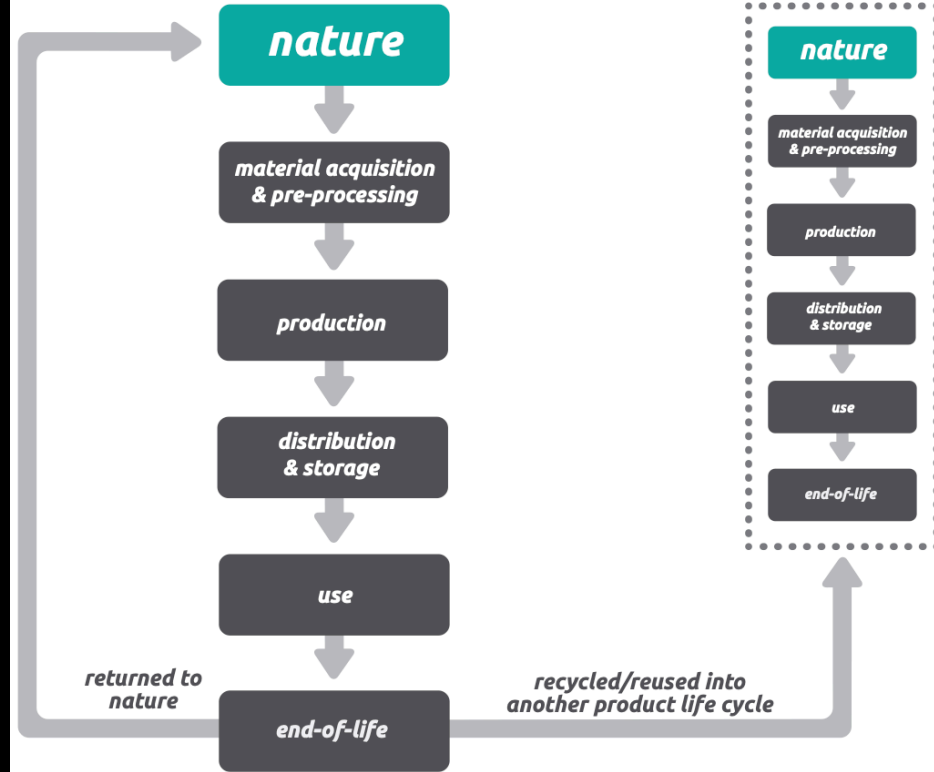 nature
material acquisition
& pre-processing
production
distribution
& storage
use
end-of-life
returned to
nature
recycled/reused into
another product life cycle
nature
material acquisition
& pre-processing
production
distribution
& storage
use
end-of-life